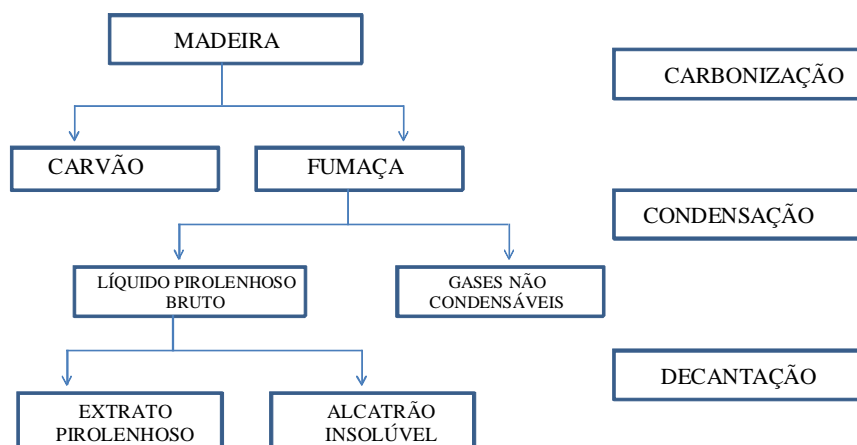 MADEIRA
CARBONIZAÇÃO
CARVÃO
FUMAÇA
CONDENSAÇÃO
LÍQUIDO PIROLENHOSO
BRUTO
GASES NÃO
CONDENSÁVEIS
DECANTAÇÃO
EXTRATO
PIROLENHOSO
ALCATRÃO
INSOLÚVEL